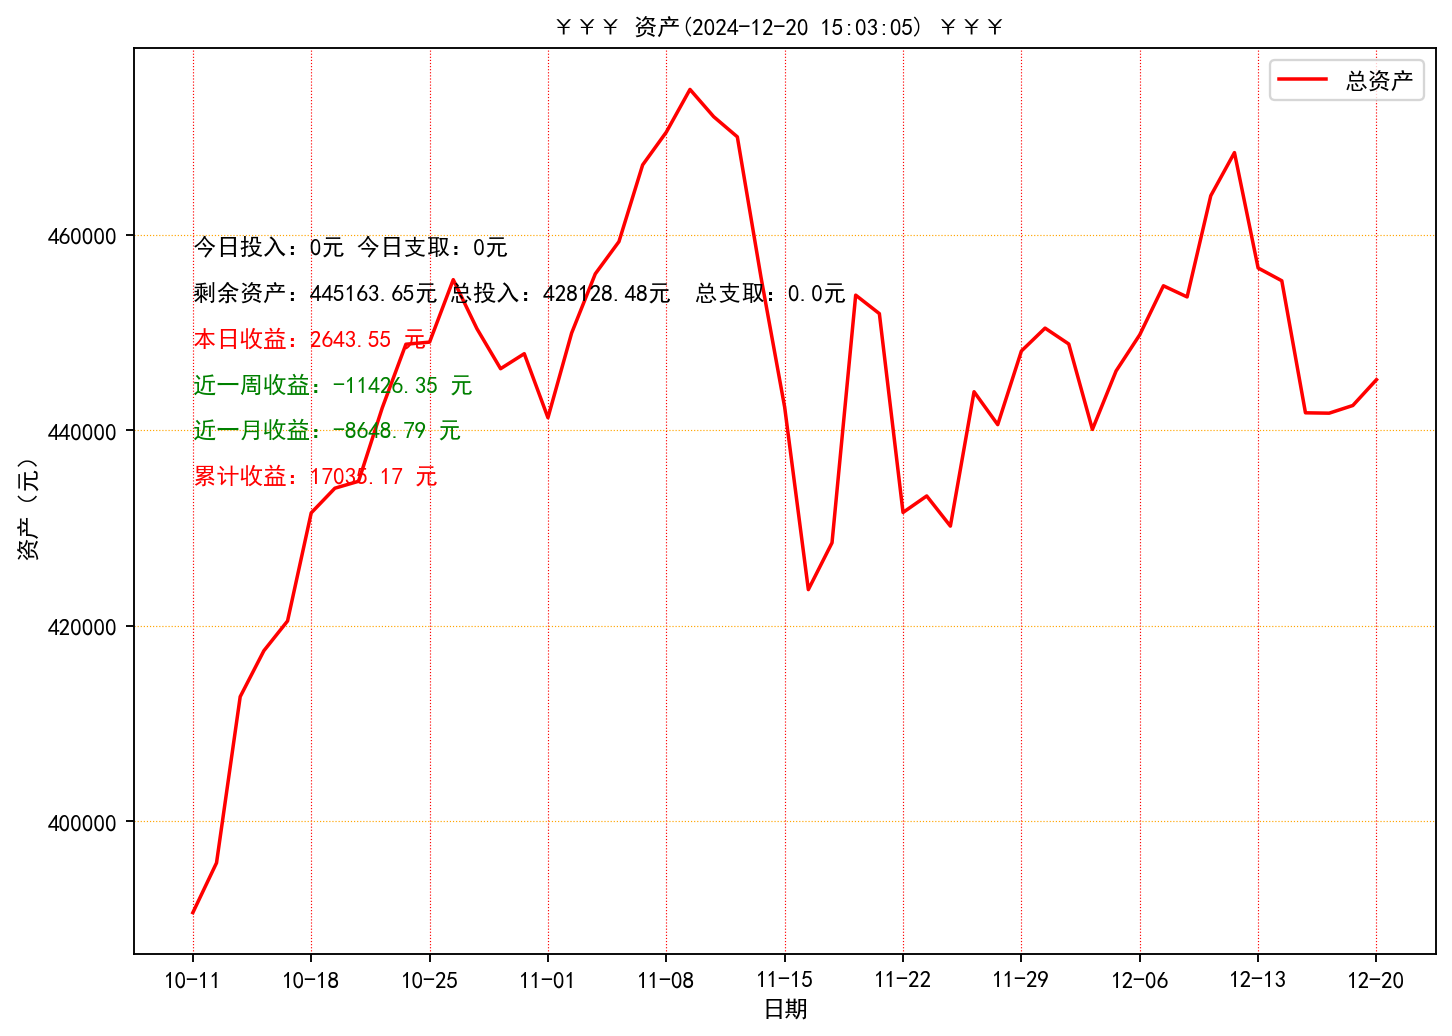 ￥￥￥ 资产(2024-12-20 15:03:05) ￥￥￥
总资产
460000
440000
420000
400000
资产（元）
今日投入：0元 今日支取：0元
剩余资产：445163.65元 总投入：428128.48元 总支取：0.0元
本日收益：2643.55 元
近一周收益：-11426.35 元
近一月收益：-8648.79 元
累计收益：17035.17 元
10-11 10-18 10-25 11-01 11-08 11-15 11-22 11-29 12-06 12-13 12-20
日期